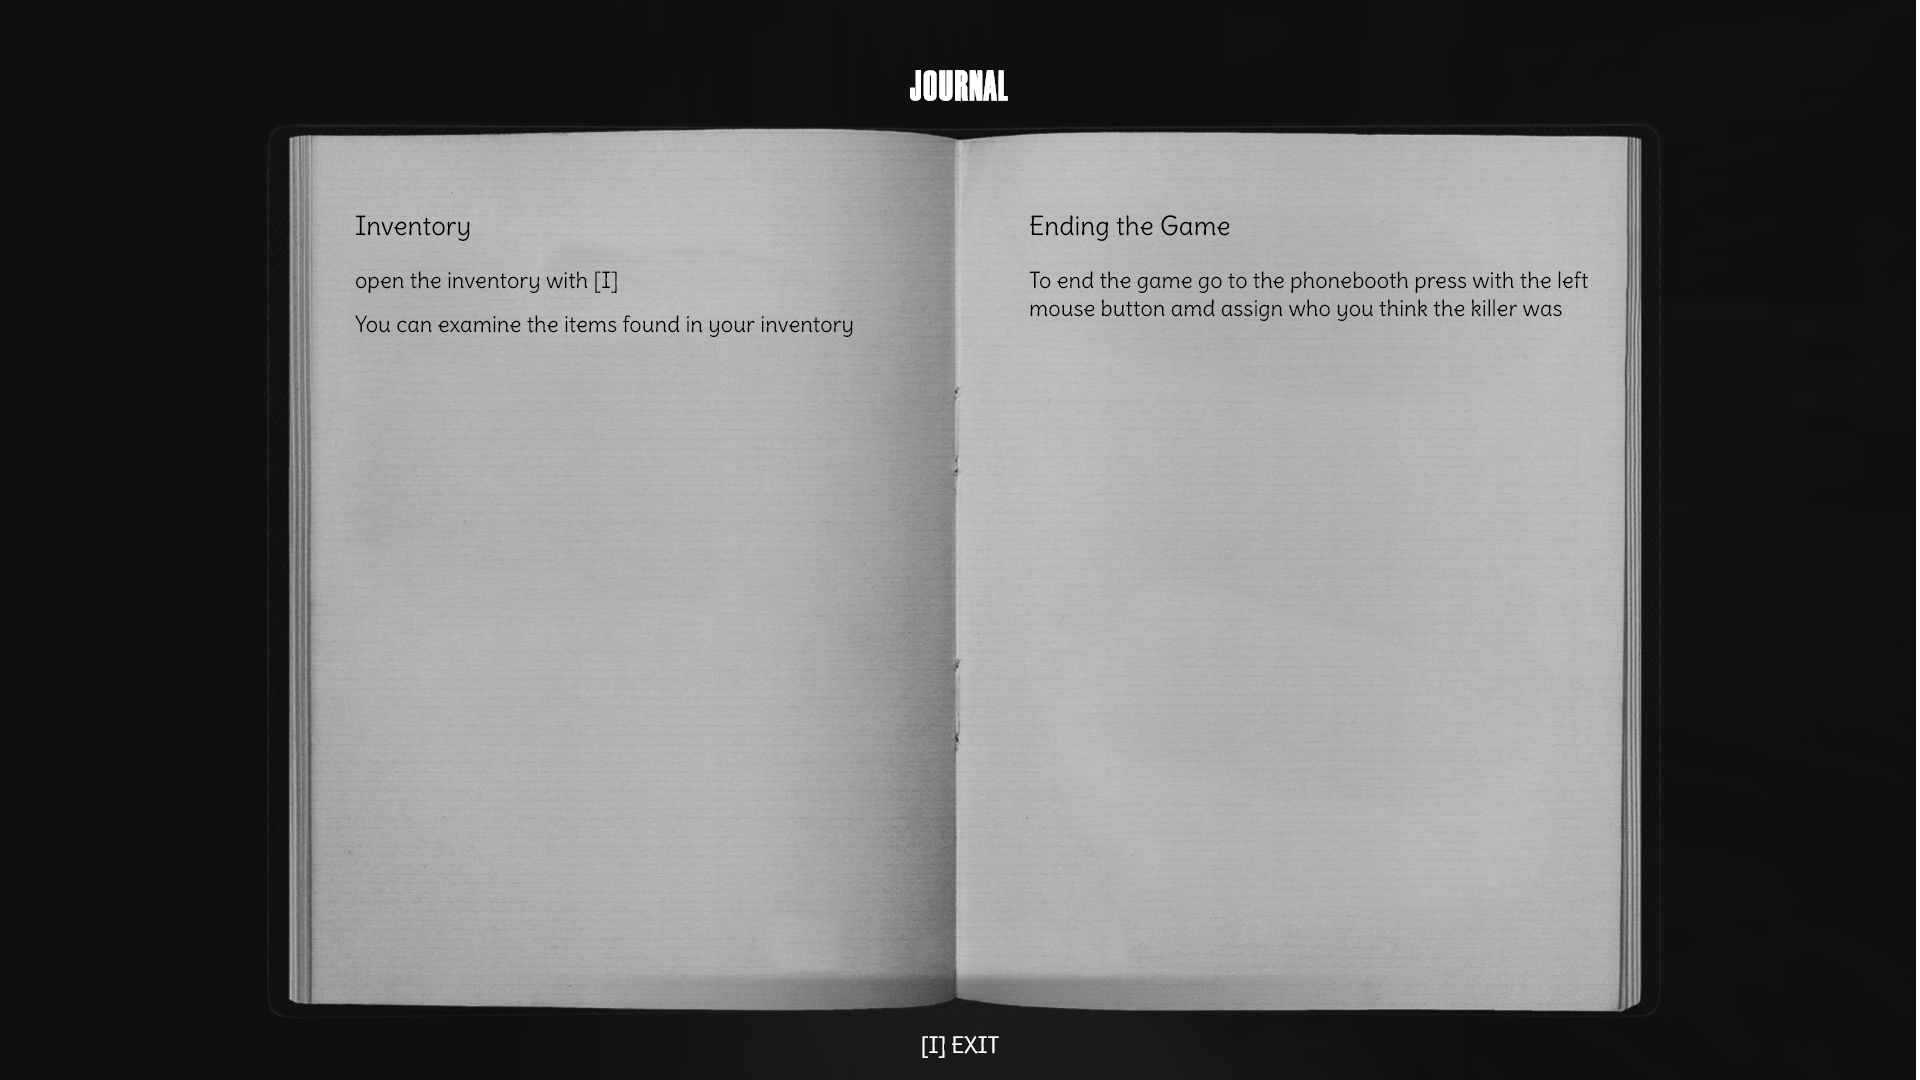 JOURNAL
Inventory
open the inventory with [I]
You can examine the items found in your inventory
Ending the Game
To end the game go to the phonebooth press with the left
mouse button amd assign who you think the killer was
[I] EXIT